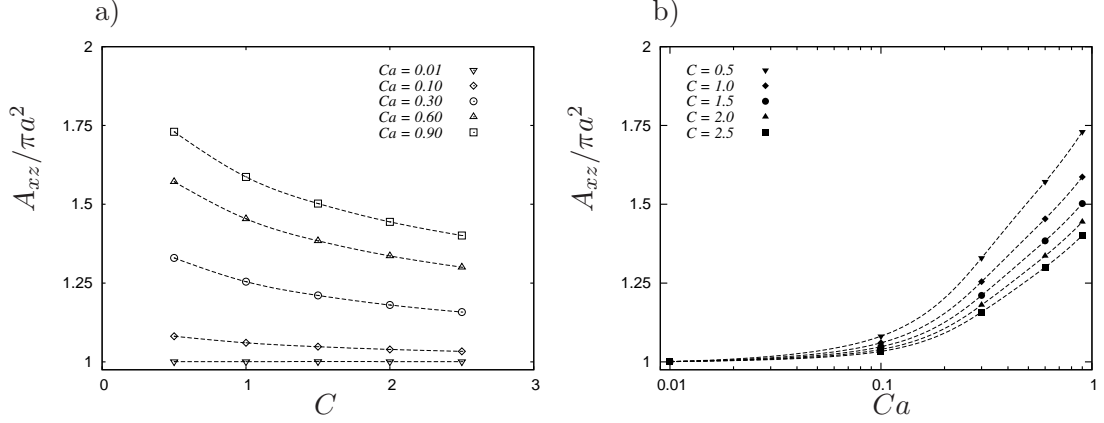 a)
A_{xz}/πa^2
2
1.75
1.5
1.25
1
0
1
2
3
C
Ca = 0.01
Ca = 0.10
Ca = 0.30
Ca = 0.60
Ca = 0.90
b)
A_{xz}/πa^2
2
1.75
1.5
1.25
1
0.01
0.1
1
Ca
C = 0.5
C = 1.0
C = 1.5
C = 2.0
C = 2.5